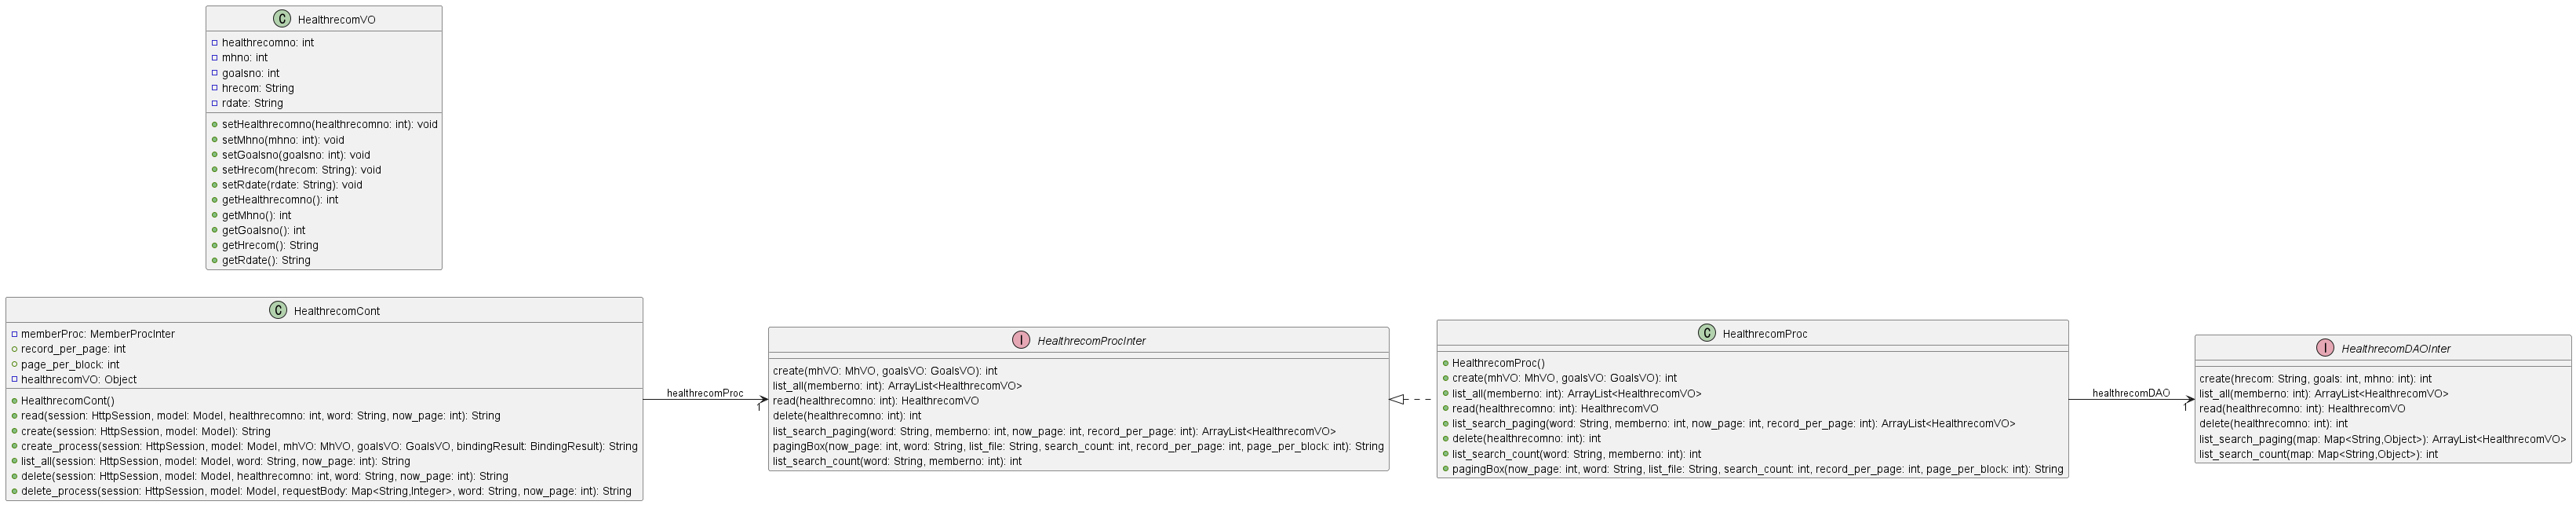 C HealthrecomVO
healthrecomno: int
mhno: int
goalsno: int
hrecom: String
rdate: String
setHealthrecomno(healthrecomno: int): void
setMhno(mhno: int): void
setGoalsno(goalsno: int): void
setHrecom(hrecom: String): void
setRdate(rdate: String): void
getHealthrecomno(): int
getMhno(): int
getGoalsno(): int
getHrecom(): String
getRdate(): String
C HealthrecomCont
memberProc: MemberProcInter
record_per_page: int
page_per_block: int
healthrecomVO: Object
HealthrecomCont()
read(session: HttpSession, model: Model, healthrecomno: int, word: String, now_page: int): String
create(session: HttpSession, model: Model): String
create_process(session: HttpSession, model: Model, mhVO: MhVO, goalsVO: GoalsVO, bindingResult: BindingResult): String
list_all(session: HttpSession, model: Model, word: String, now_page: int): String
delete(session: HttpSession, model: Model, healthrecomno: int, word: String, now_page: int): String
delete_process(session: HttpSession, model: Model, requestBody: Map<String,Integer>, word: String, now_page: int): String
healthrecomProc
1
I HealthrecomProcInter
create(mhVO: MhVO, goalsVO: GoalsVO): int
list_all(memberno: int): ArrayList<HealthrecomVO>
read(healthrecomno: int): HealthrecomVO
delete(healthrecomno: int): int
list_search_paging(word: String, memberno: int, now_page: int, record_per_page: int): ArrayList<HealthrecomVO>
pagingBox(now_page: int, word: String, list_file: String, search_count: int, record_per_page: int, page_per_block: int): String
list_search_count(word: String, memberno: int): int
C HealthrecomProc
HealthrecomProc()
create(mhVO: MhVO, goalsVO: GoalsVO): int
list_all(memberno: int): ArrayList<HealthrecomVO>
read(healthrecomno: int): HealthrecomVO
list_search_paging(word: String, memberno: int, now_page: int, record_per_page: int): ArrayList<HealthrecomVO>
delete(healthrecomno: int): int
list_search_count(word: String, memberno: int): int
pagingBox(now_page: int, word: String, list_file: String, search_count: int, record_per_page: int, page_per_block: int): String
healthrecomDAO
1
I HealthrecomDAOInter
create(hrecom: String, goals: int, mhno: int): int
list_all(memberno: int): ArrayList<HealthrecomVO>
read(healthrecomno: int): HealthrecomVO
delete(healthrecomno: int): int
list_search_paging(map: Map<String,Object>): ArrayList<HealthrecomVO>
list_search_count(map: Map<String,Object>): int